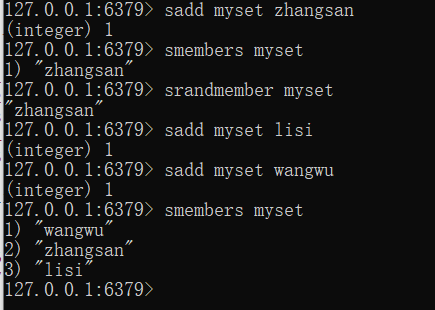 127.0.0.1:6379> sadd myset zhangsan
(integer) 1
127.0.0.1:6379> smembers myset
1) "zhangsan"
127.0.0.1:6379> srandmember myset
"zhangsan"
127.0.0.1:6379> sadd myset lisi
(integer) 1
127.0.0.1:6379> sadd myset wangwu
(integer) 1
127.0.0.1:6379> smembers myset
1) "wangwu"
2) "zhangsan"
3) "lisi"
127.0.0.1:6379>